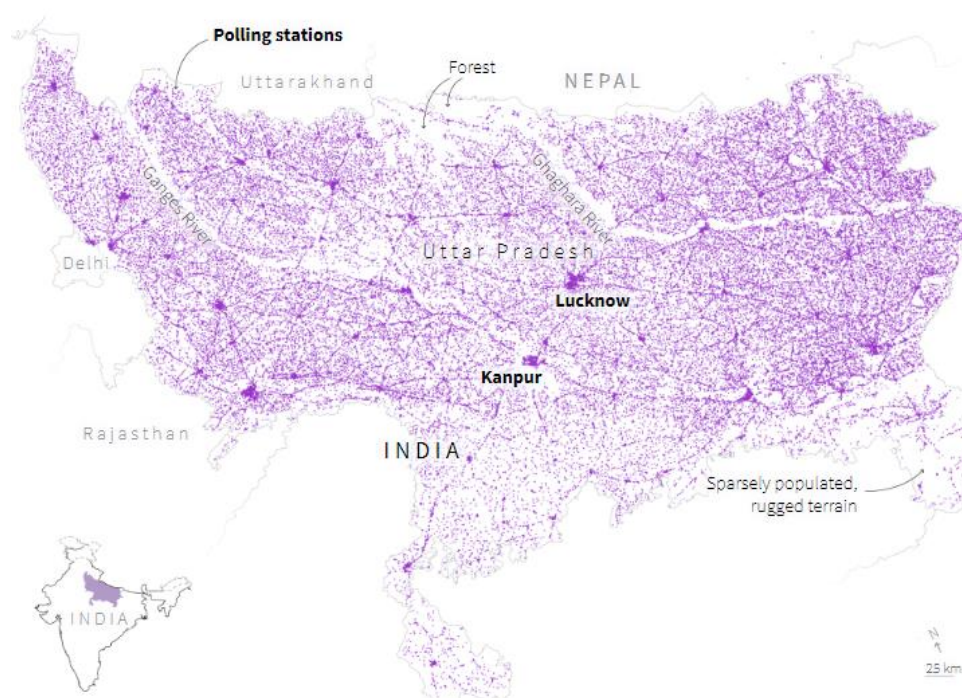 Polling stations
Uttarakhand
Forest
NEPAL
Ganges River
Ghaghara River
Delhi
Uttar Pradesh
Lucknow
Kanpur
Rajasthan
INDIA
Sparsely populated,
rugged terrain
INDIA
N
25 km